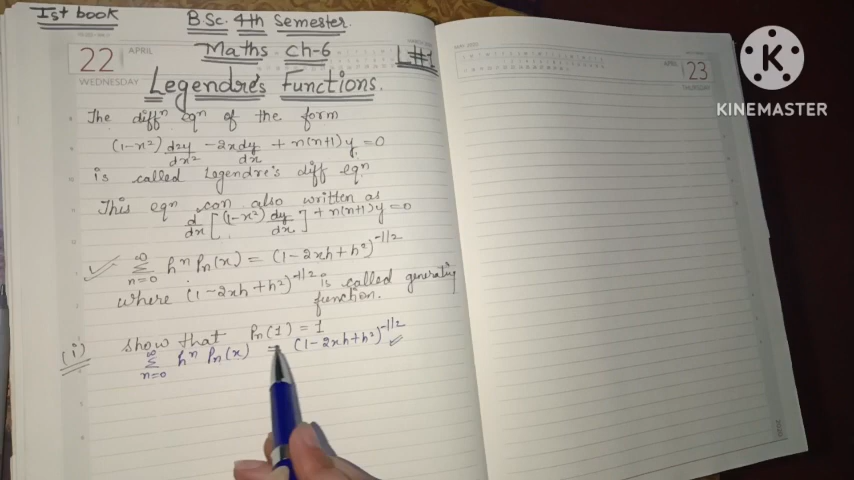 Ist book
BSc. 4th Semester.
Maths Ch-6
L#1
22
APRIL
WEDNESDAY
Legendre's Functions.
The diffⁿ eqn of the form
(1-x²) d²y/dx² - 2x dy/dx + n(n+1)y = 0
is called Legendre's diff eqⁿ
This eqn con also written as
d/dx [(1-x²) dy/dx] + n(n+1)y = 0
∞ Σ n=0 hⁿ Pn(x) = (1-2xh+h²)^-1/2
where (1-2xh+h²)^-1/2 is called generating
function.
(i) show that Pn(1) = 1
∞ Σ n=0 hⁿ Pn(x) = (1-2xh+h²)^-1/2
APRIL
23
K
KINEMASTER